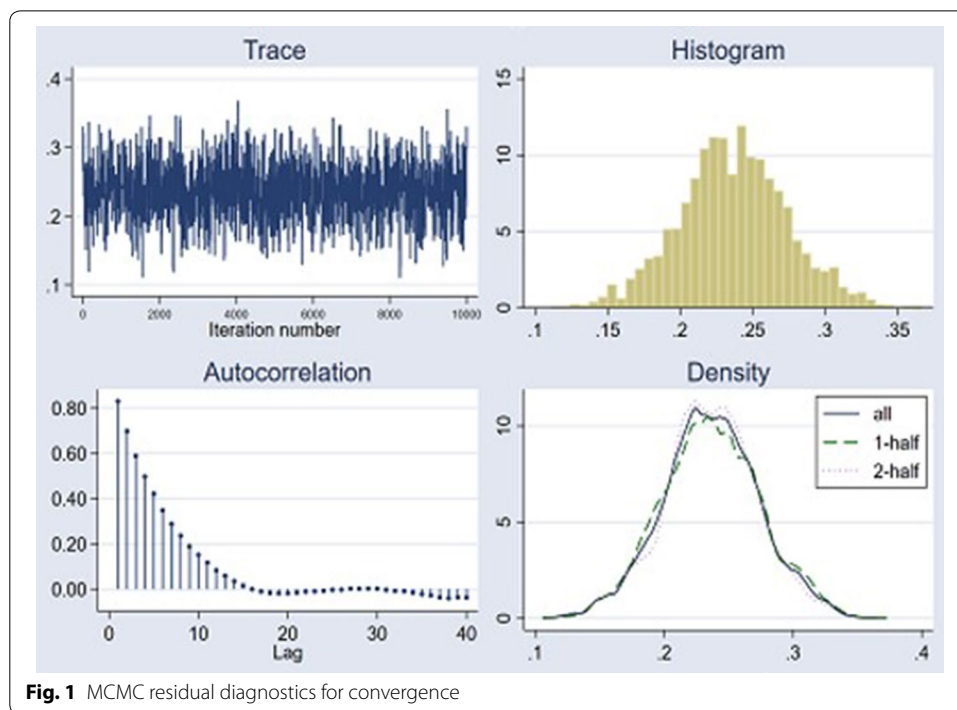 Trace
.4
.3
.2
.1
0 2000 4000 6000 8000 10000
Iteration number
Histogram
15
10
5
0
.1 .15 .2 .25 .3 .35
Autocorrelation
0.80
0.60
0.40
0.20
0.00
0 10 20 30 40
Lag
Density
all
1-half
2-half
10
5
0
.1 .2 .3 .4
Fig. 1 MCMC residual diagnostics for convergence